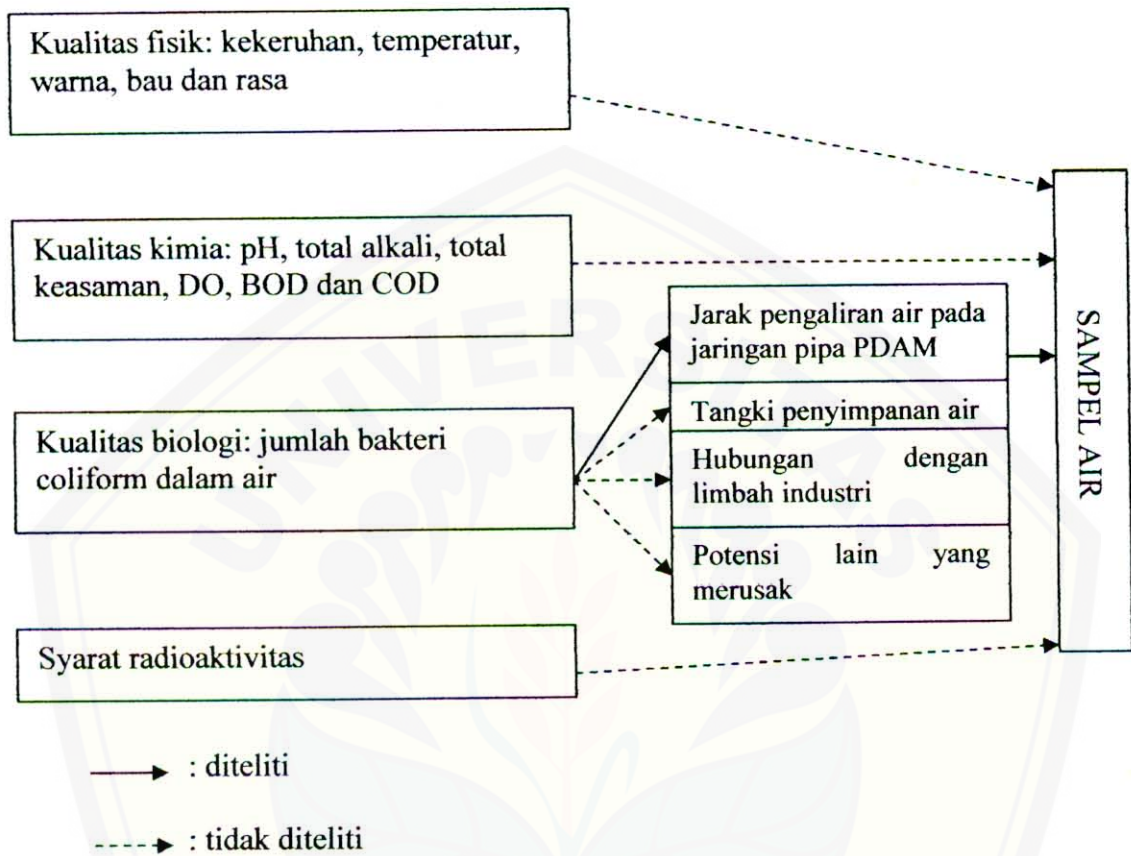 Kualitas fisik: kekeruhan, temperatur,
warna, bau dan rasa
Kualitas kimia: pH, total alkali, total
keasaman, DO, BOD dan COD
Jarak pengaliran air pada
jaringan pipa PDAM
Tangki penyimpanan air
Kualitas biologi: jumlah bakteri
coliform dalam air
Hubungan dengan
limbah industri
Potensi lain yang
merusak
SAMPEL AIR
Syarat radioaktivitas
: diteliti
: tidak diteliti
UNIVERSITAS